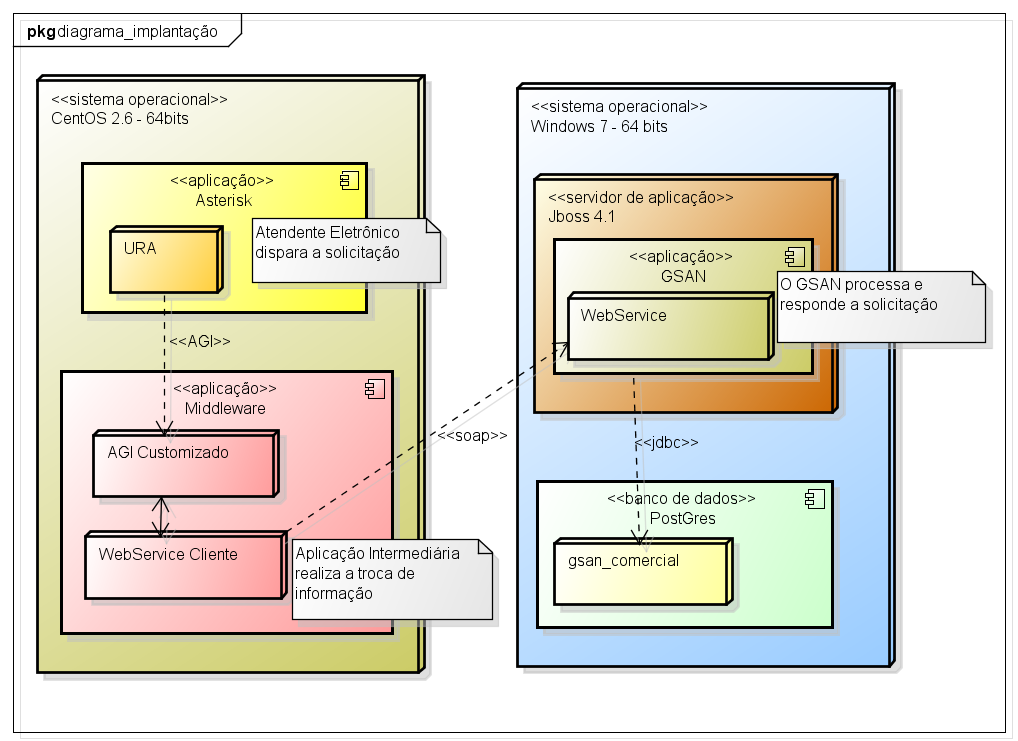 pkg diagrama_implantação
<<sistema operacional>>
CentOS 2.6 - 64bits
<<aplicação>>
Asterisk
URA
Atendente Eletrônico
dispara a solicitação
<<AGI>>
<<aplicação>>
Middleware
AGI Customizado
WebService Cliente
Aplicação Intermediária
realiza a troca de
informação
<<soap>>
<<sistema operacional>>
Windows 7 - 64 bits
<<servidor de aplicação>>
Jboss 4.1
<<aplicação>>
GSAN
WebService
O GSAN processa e
responde a solicitação
<<jdbc>>
<<banco de dados>>
PostGres
gsan_comercial